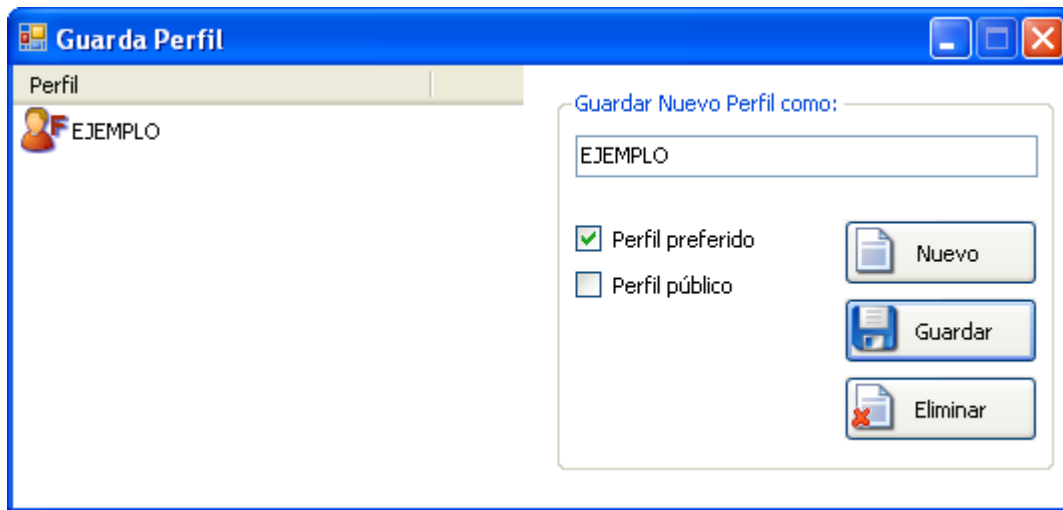 Guarda Perfil
Perfil
F EJEMPLO
Guardar Nuevo Perfil como:
EJEMPLO
Perfil preferido
Nuevo
Perfil público
Guardar
Eliminar